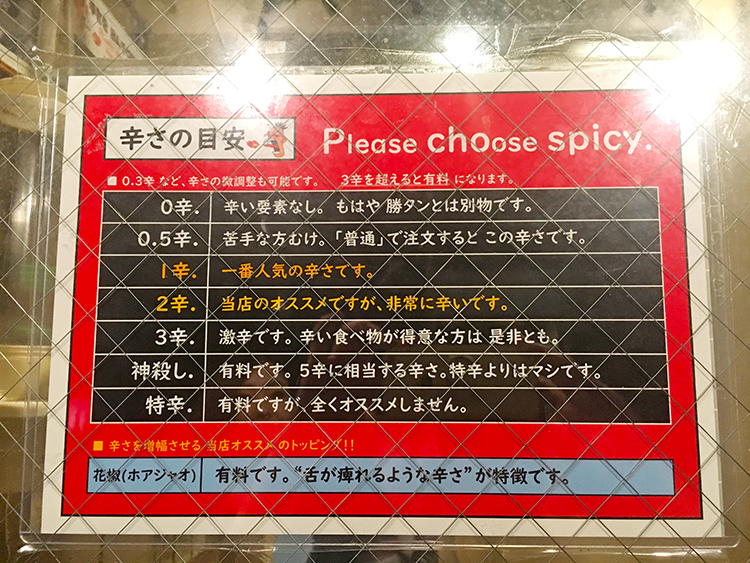 辛さの目安
Please choose spicy.
■ 0.3辛 など、辛さの微調整も可能です。 3辛を超えると有料 になります。
0辛. 辛い要素なし。もはや 勝タンとは別物です。
0.5辛. 苦手な方むけ。「普通」で注文すると この辛さです。
1辛. 一番人気の辛さです。
2辛. 当店のオススメですが、非常に辛いです。
3辛. 激辛です。辛い食べ物が得意な方は 是非とも。
神殺し. 有料です。5辛に相当する辛さ。特辛よりはマシです。
特辛. 有料ですが、全くオススメしません。
■ 辛さを増幅させる 当店オススメ のトッピング!!
花椒(ホアジャオ) 有料です。“舌が痺れるような辛さ”が特徴です。